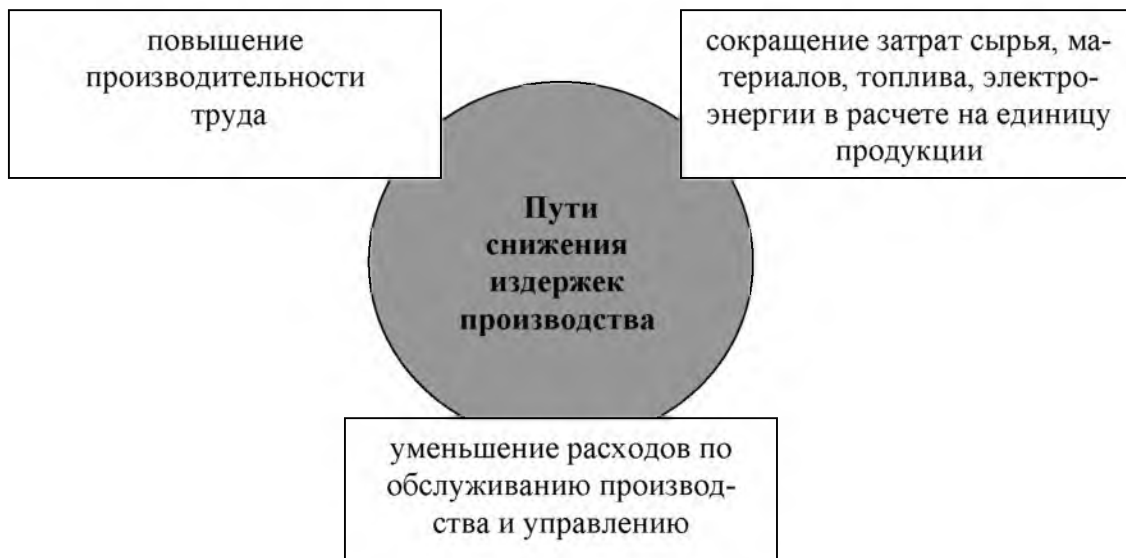 повышение
производительности
труда
сокращение затрат сырья, ма-
териалов, топлива, электро-
энергии в расчете на единицу
продукции
Пути
снижения
издержек
производства
уменьшение расходов по
обслуживанию производ-
ства и управлению